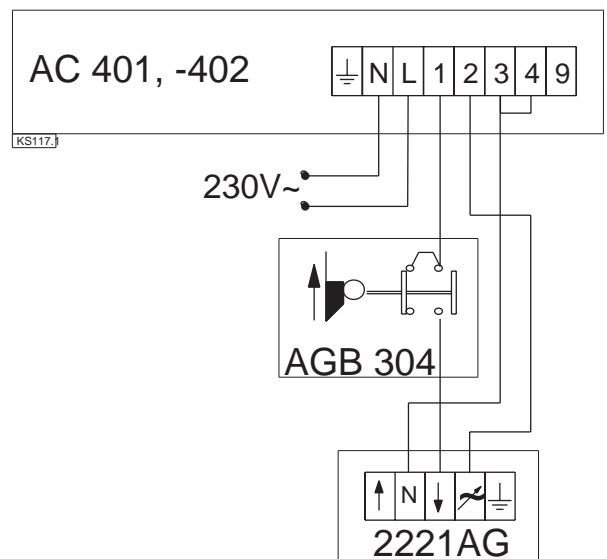 AC 401, -402
N L 1 2 3 4 9
KS117.1
230V~
AGB 304
N
2221AG